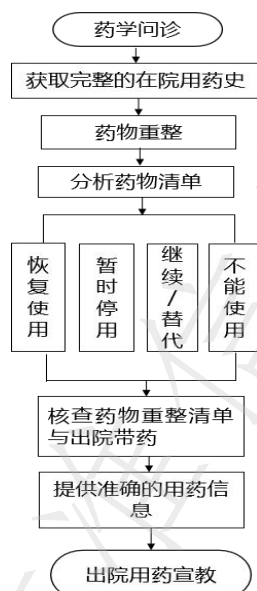 药学问诊
获取完整的在院用药史
药物重整
分析药物清单
恢复使用
暂时停用
继续/替代
不能使用
核查药物重整清单
与出院带药
提供准确的用药信
息
出院用药宣教